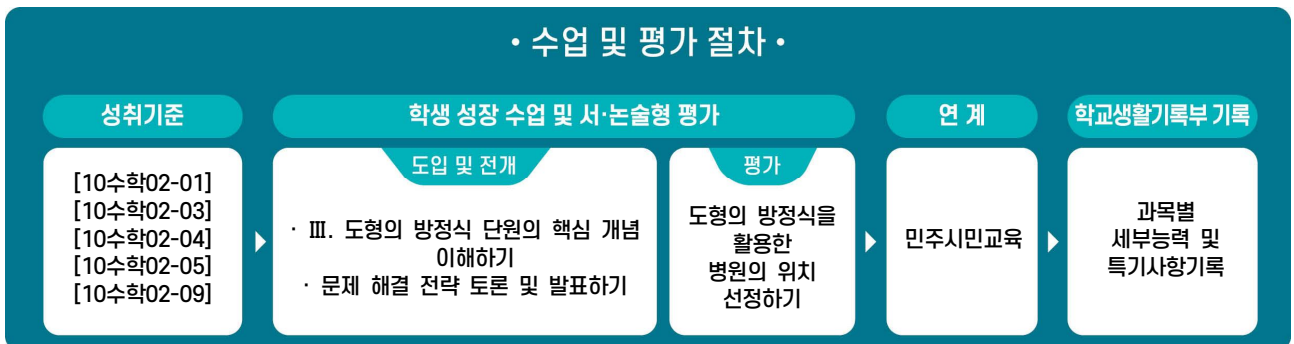 • 수업 및 평가 절차 •
성취기준
[10수학02-01]
[10수학02-03]
[10수학02-04]
[10수학02-05]
[10수학02-09]
학생 성장 수업 및 서·논술형 평가
도입 및 전개
· Ⅲ. 도형의 방정식 단원의 핵심 개념
이해하기
· 문제 해결 전략 토론 및 발표하기
평가
도형의 방정식을
활용한
병원의 위치
선정하기
연 계
민주시민교육
학교생활기록부 기록
과목별
세부능력 및
특기사항기록